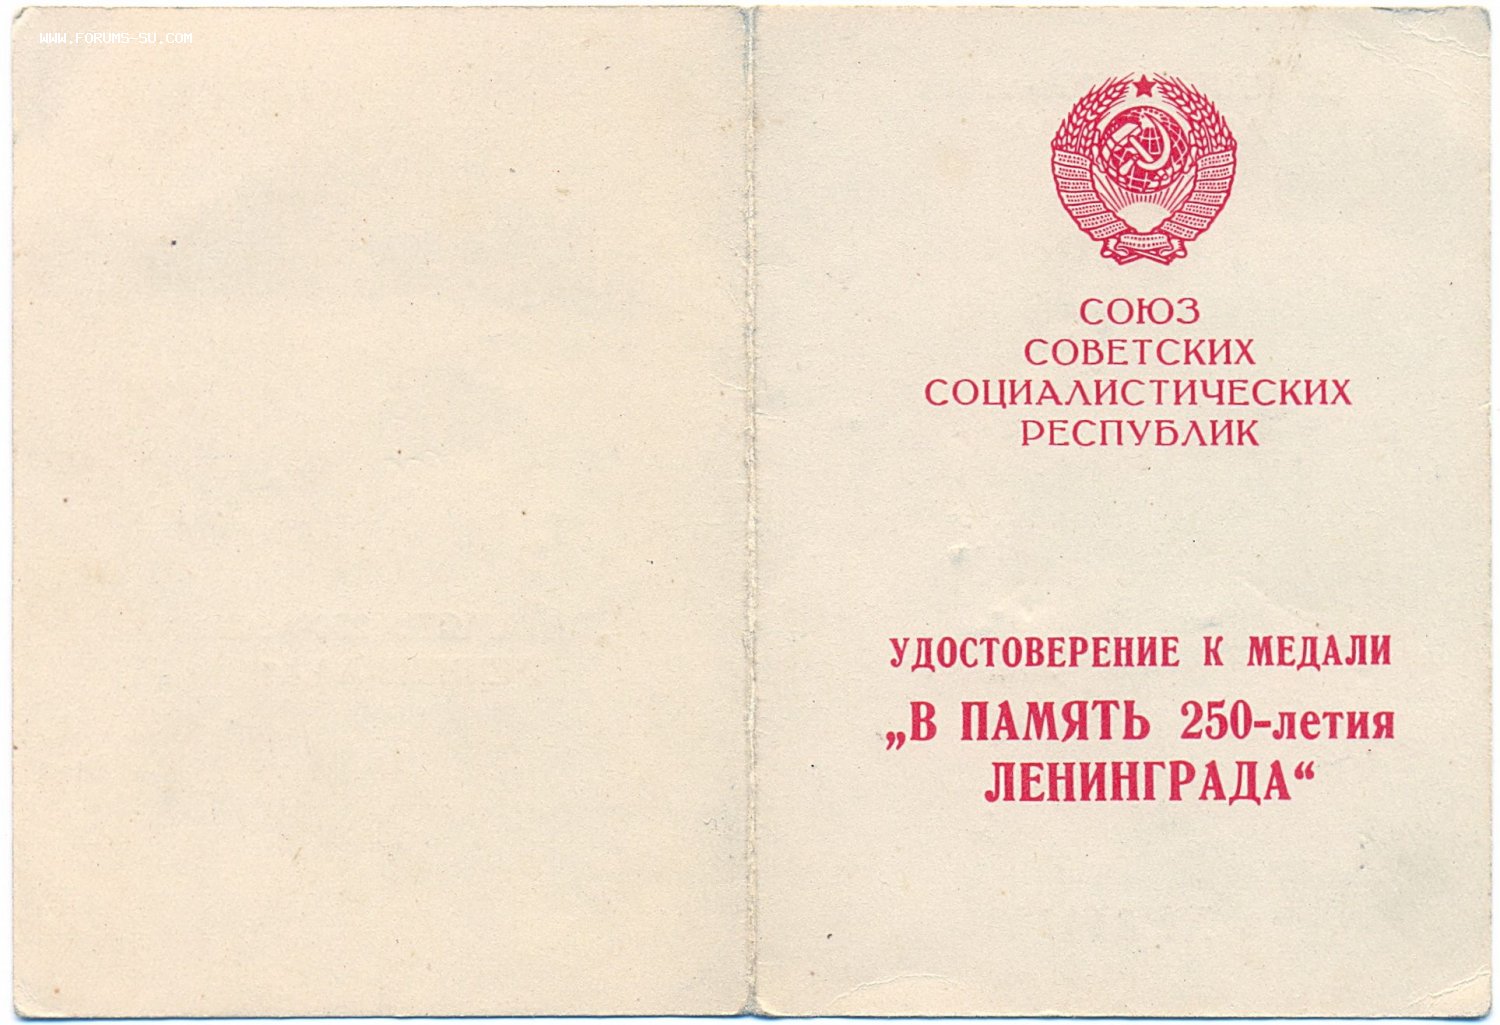 WWW.FORUMS-SU.COM
СОЮЗ
СОВЕТСКИХ
СОЦИАЛИСТИЧЕСКИХ
РЕСПУБЛИК
УДОСТОВЕРЕНИЕ К МЕДАЛИ
„В ПАМЯТЬ 250-летия
ЛЕНИНГРАДА“